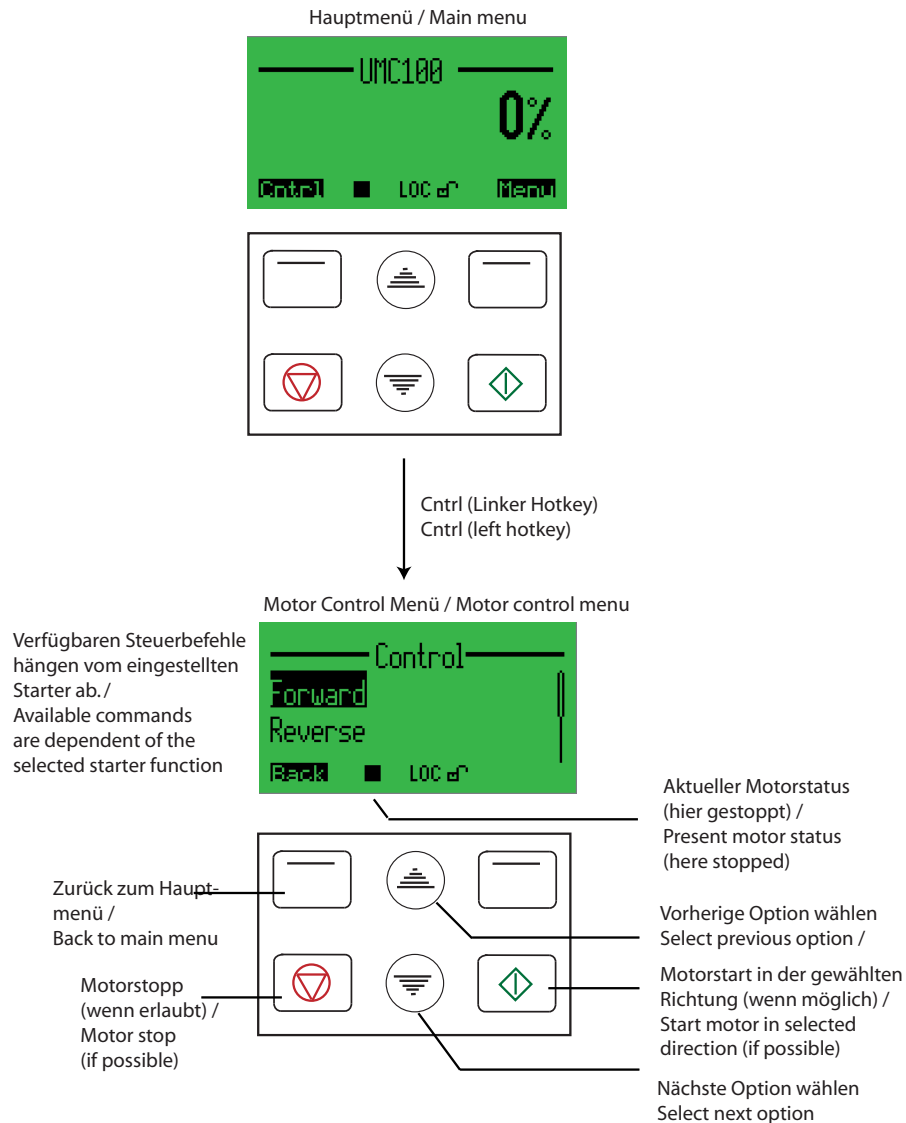 Hauptmenü / Main menu
UMC100
0%
Cntrl LOC Menu
Cntrl (Linker Hotkey)
Cntrl (left hotkey)
Motor Control Menü / Motor control menu
Verfügbaren Steuerbefehle
hängen vom eingestellten
Starter ab. /
Available commands
are dependent of the
selected starter function
Control
Forward
Reverse
Back LOC
Aktueller Motorstatus
(hier gestoppt) /
Present motor status
(here stopped)
Zurück zum Haupt-
menü /
Back to main menu
Vorherige Option wählen
Select previous option /
Motorstopp
(wenn erlaubt) /
Motor stop
(if possible)
Motorstart in der gewählten
Richtung (wenn möglich) /
Start motor in selected
direction (if possible)
Nächste Option wählen
Select next option